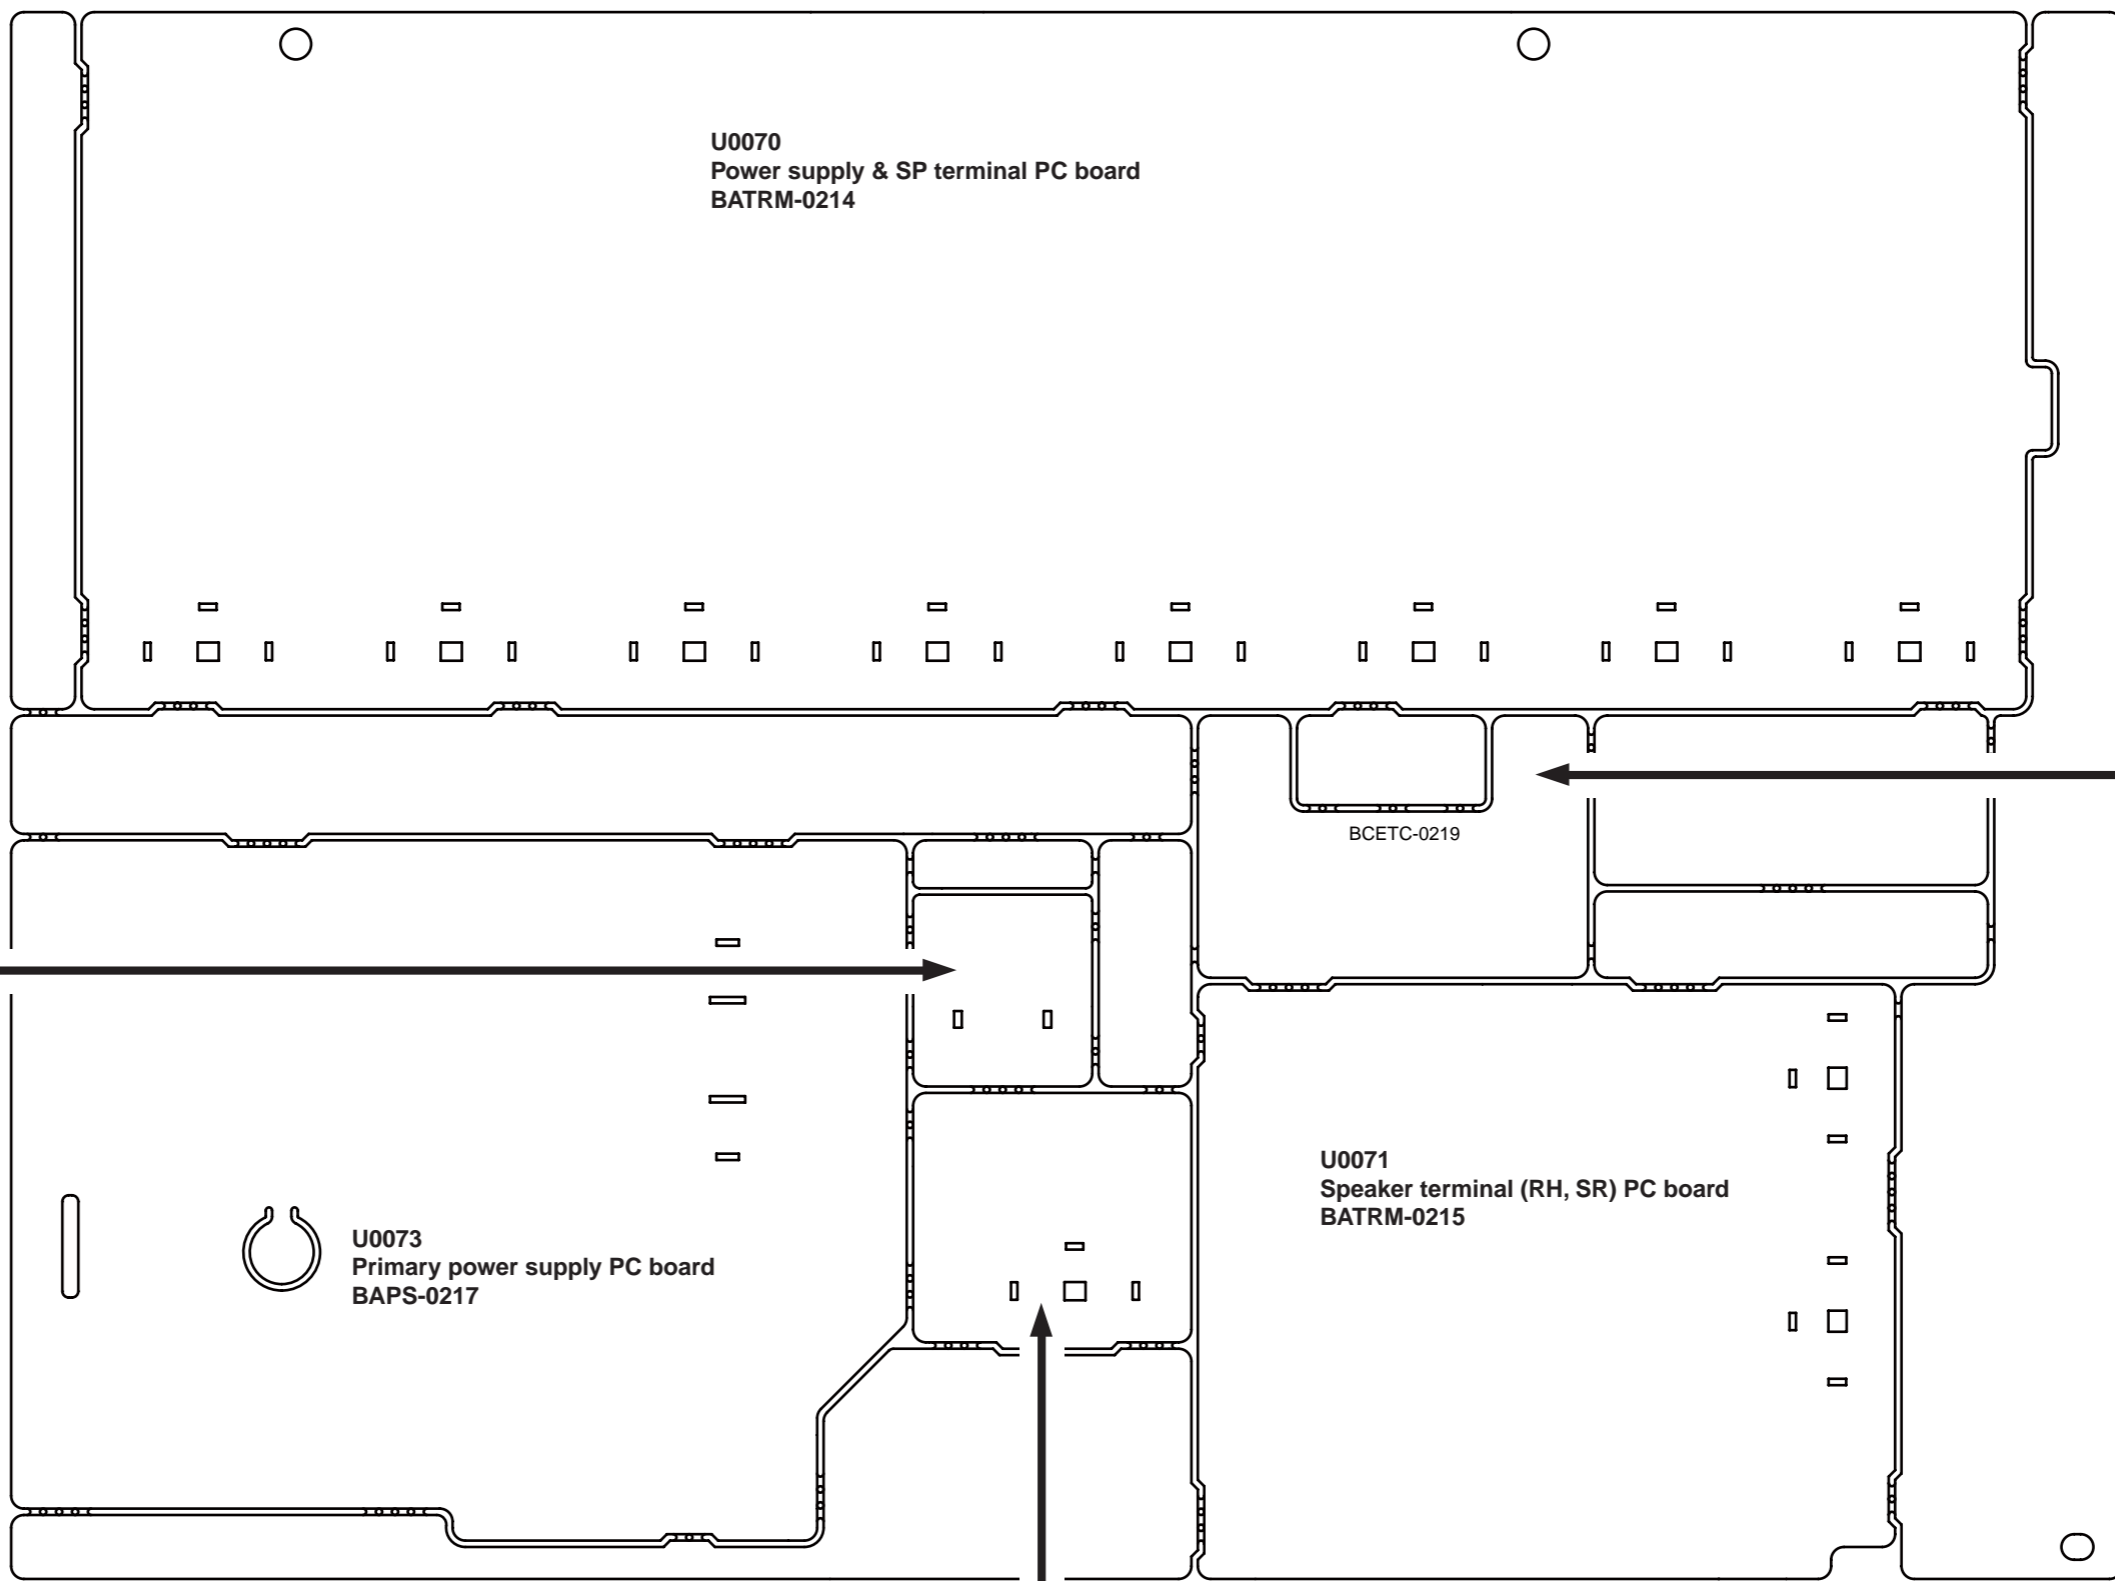 U0070
Power supply & SP terminal PC board
BATRM-0214
BCETC-0219
U0071
Speaker terminal (RH, SR) PC board
BATRM-0215
U0073
Primary power supply PC board
BAPS-0217